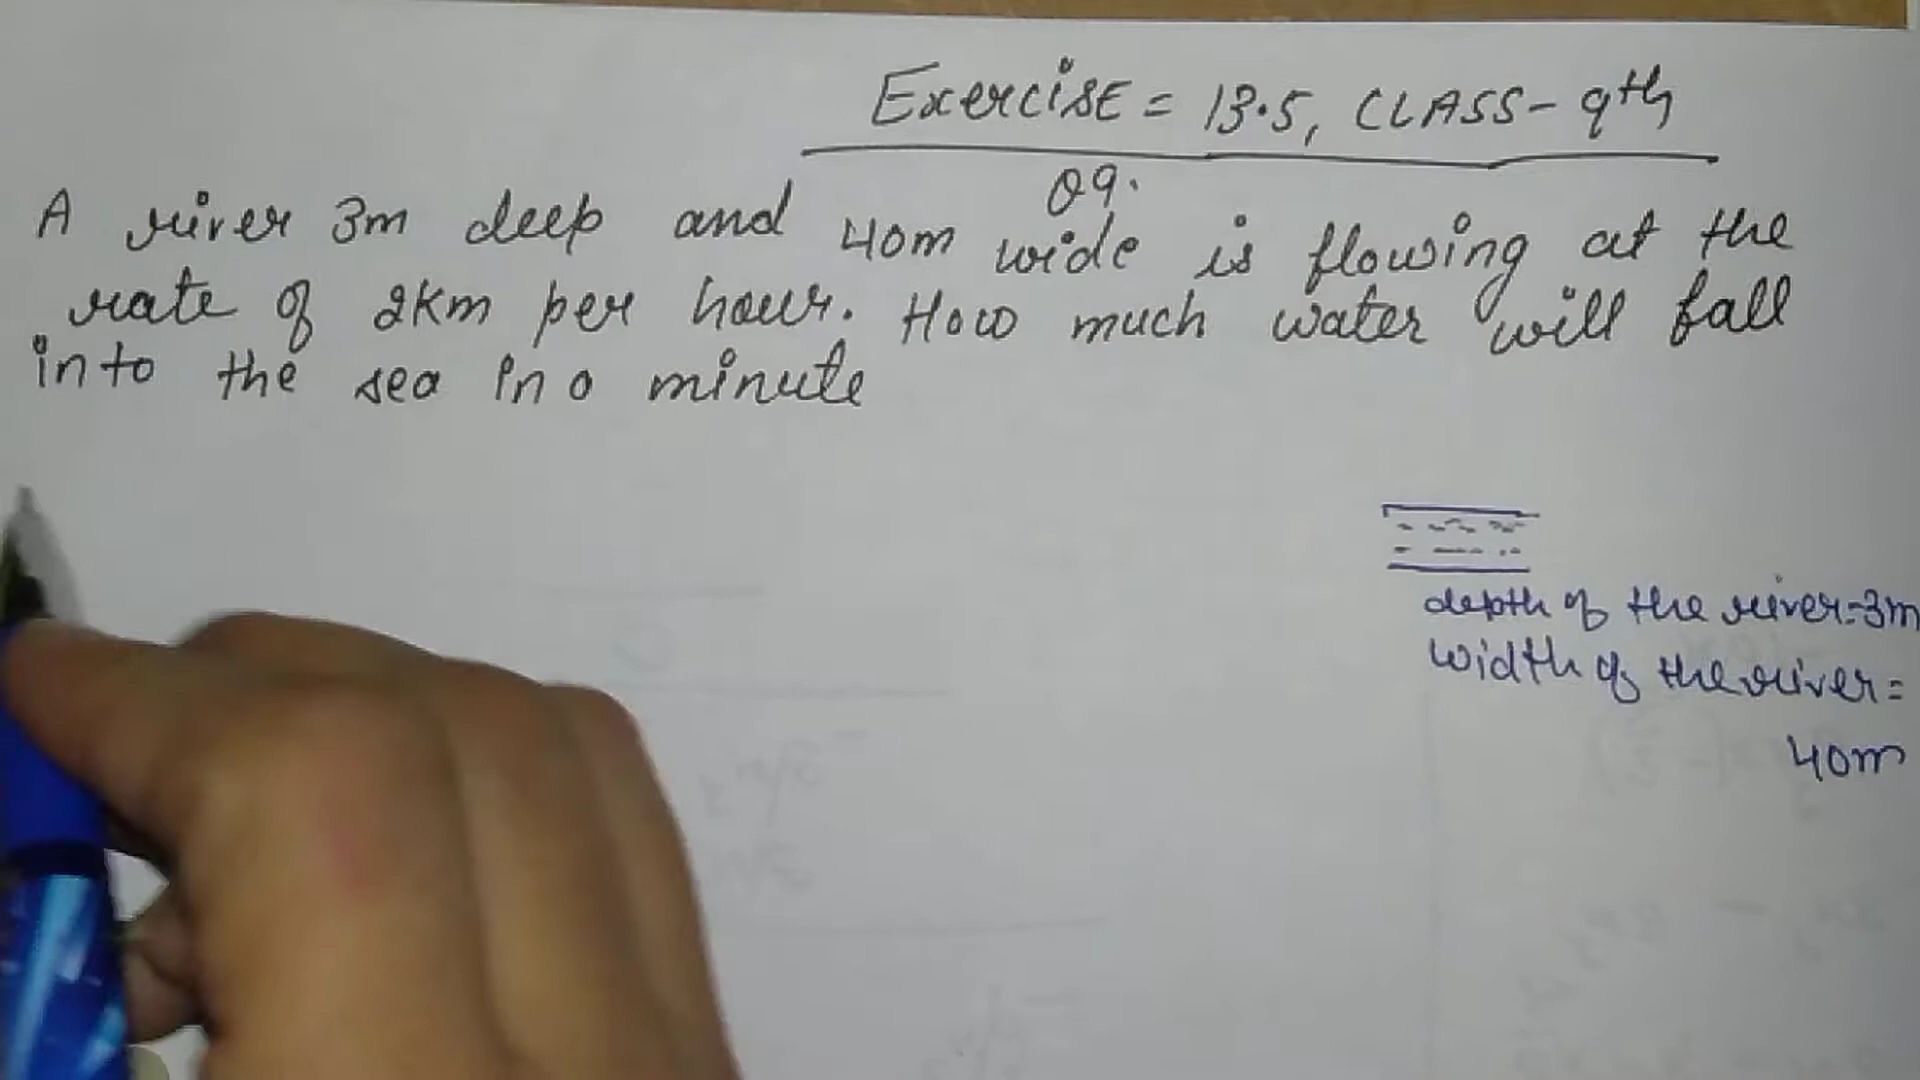 Exercise = 13.5, CLASS- 9th
Q9.
A river 3m deep and 40m wide is flowing at the
rate of 2km per hour. How much water will fall
into the sea in a minute
depth of the river=3m
width of the river=
40m